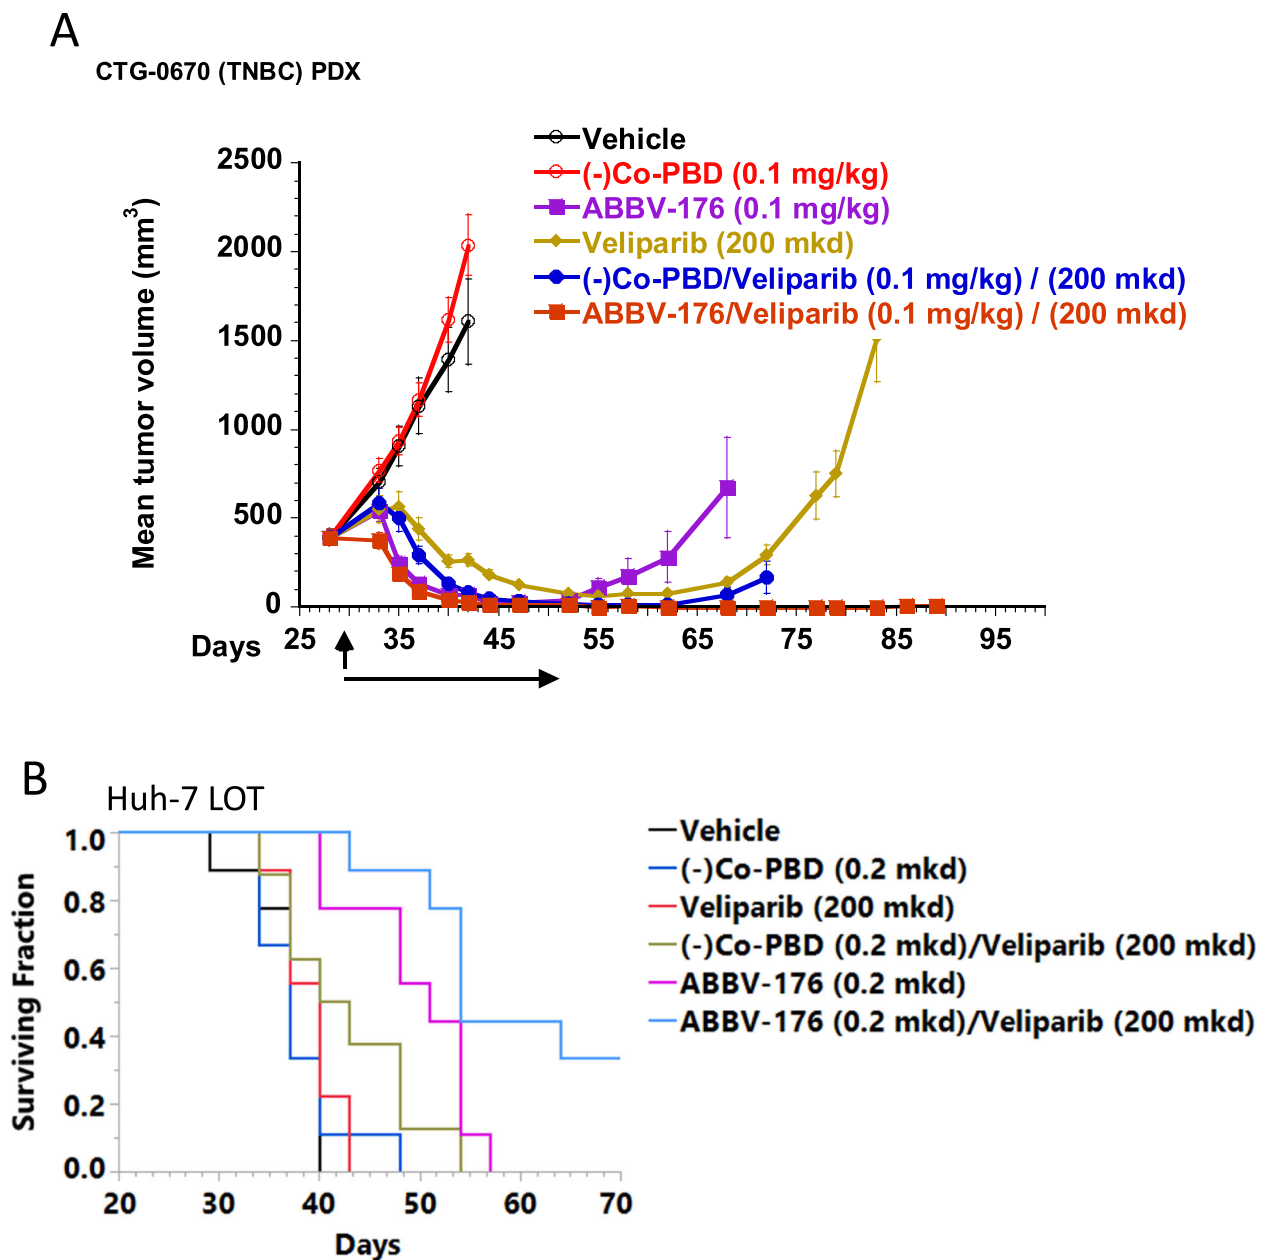 A
CTG-0670 (TNBC) PDX
Vehicle
(-)Co-PBD (0.1 mg/kg)
ABBV-176 (0.1 mg/kg)
Veliparib (200 mkd)
(-)Co-PBD/Veliparib (0.1 mg/kg) / (200 mkd)
ABBV-176/Veliparib (0.1 mg/kg) / (200 mkd)
Mean tumor volume (mm³)
2500
2000
1500
1000
500
0
Days 25 35 45 55 65 75 85 95
B
Huh-7 LOT
Vehicle
(-)Co-PBD (0.2 mkd)
Veliparib (200 mkd)
(-)Co-PBD (0.2 mkd)/Veliparib (200 mkd)
ABBV-176 (0.2 mkd)
ABBV-176 (0.2 mkd)/Veliparib (200 mkd)
Surviving Fraction
1.0
0.8
0.6
0.4
0.2
0.0
20 30 40 50 60 70
Days